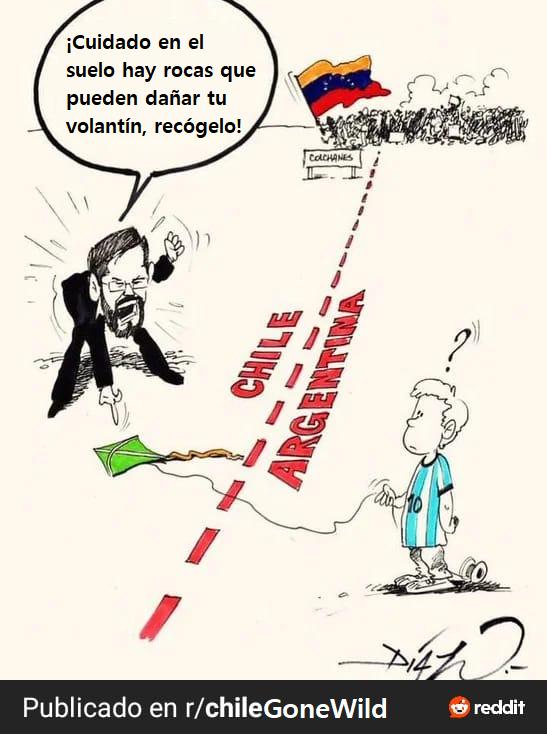 ¡Cuidado en el
suelo hay rocas que
pueden dañar tu
volantín, recógelo!
COLCHANES
CHILE
ARGENTINA
?
10
DÍAZ
Publicado en r/chileGoneWild
reddit